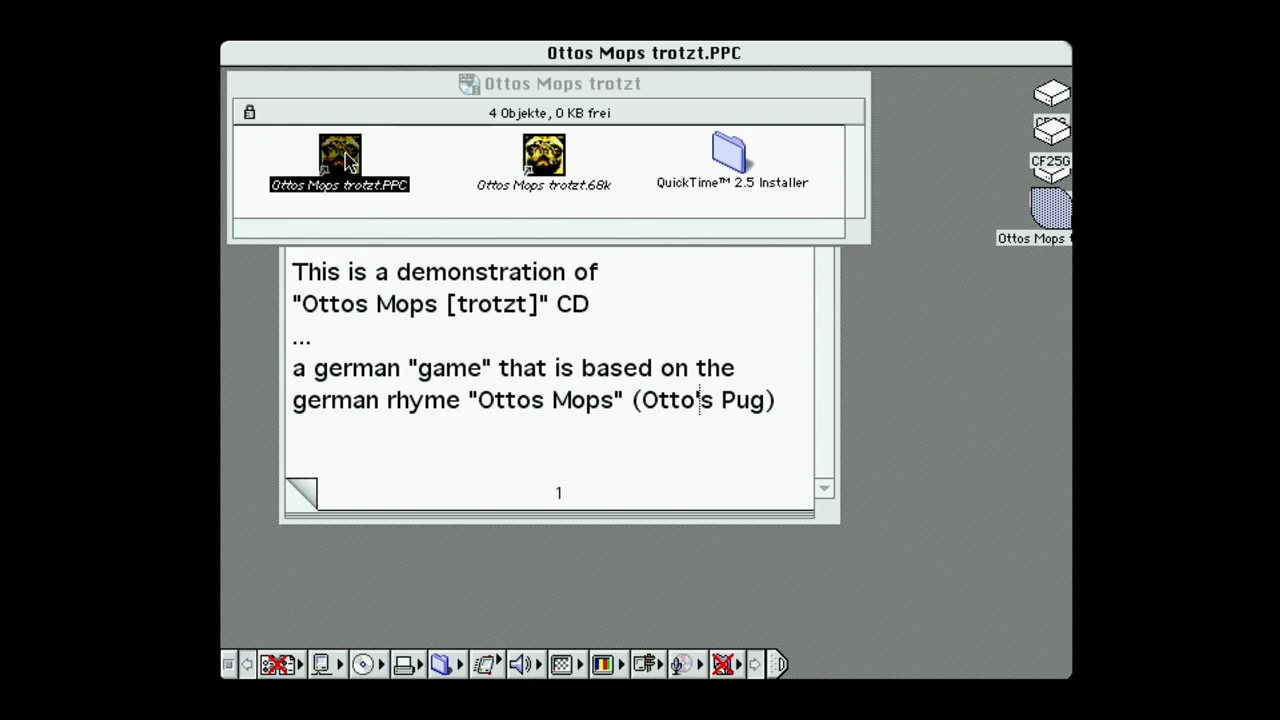 Ottos Mops trotzt.PPC
Ottos Mops trotzt
4 Objekte, 0 KB frei
Ottos Mops trotzt.PPC
Ottos Mops trotzt.68k
QuickTime™ 2.5 Installer
CF25G
Ottos Mops t
This is a demonstration of
"Ottos Mops [trotzt]" CD
...
a german "game" that is based on the
german rhyme "Ottos Mops" (Otto's Pug)
1